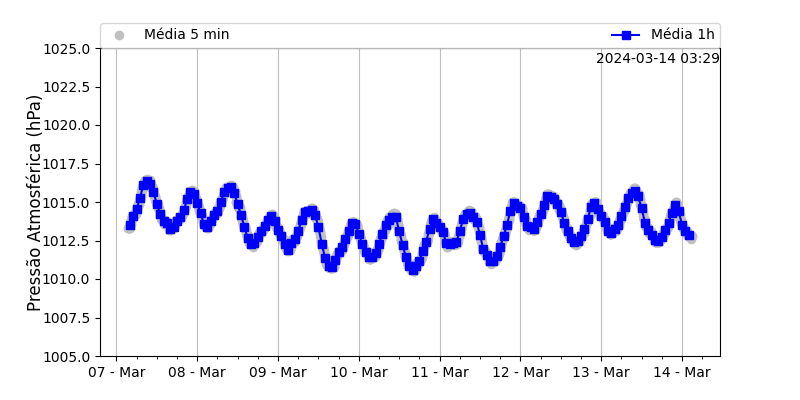 Média 5 min
Média 1h
2024-03-14 03:29
Pressão Atmosférica (hPa)
1025.0
1022.5
1020.0
1017.5
1015.0
1012.5
1010.0
1007.5
1005.0
07 - Mar
08 - Mar
09 - Mar
10 - Mar
11 - Mar
12 - Mar
13 - Mar
14 - Mar